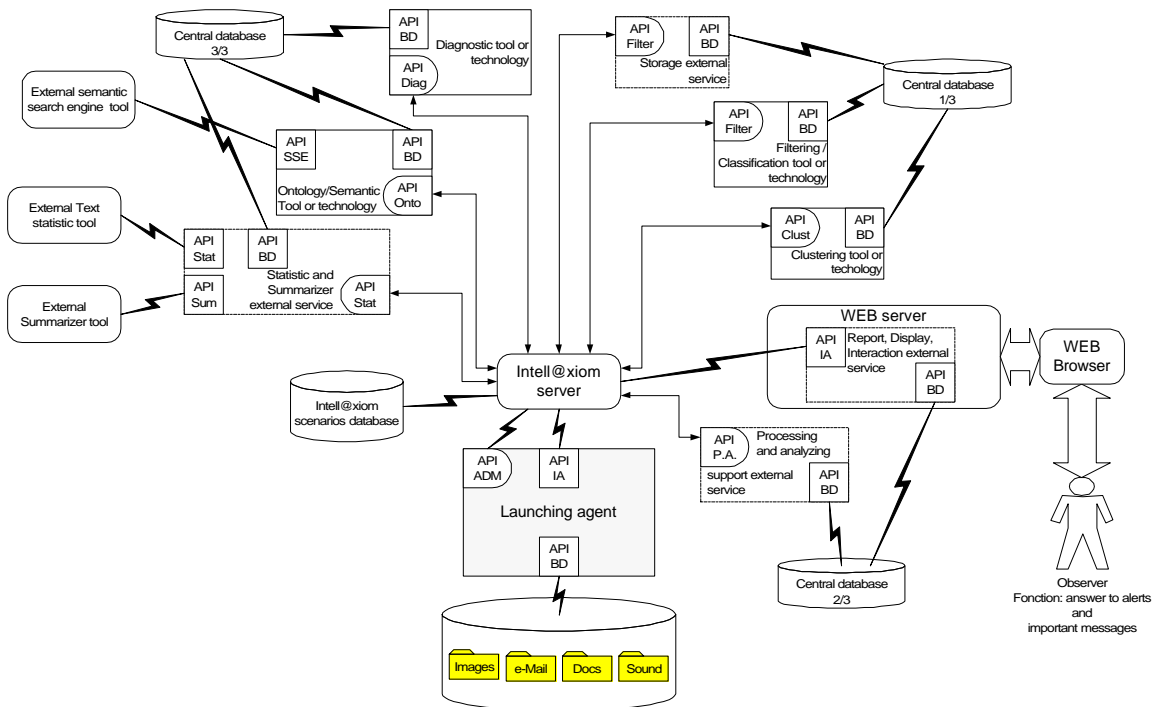 Central database
3/3
API
BD
Diagnostic tool or
technology
API
Diag
API
Filter
API
BD
Storage external
service
Central database
1/3
External semantic
search engine tool
API
SSE
API
BD
Ontology/Semantic
Tool or technology
API
Onto
API
Filter
API
BD
Filtering /
Classification tool or
technology
External Text
statistic tool
API
Stat
API
BD
Statistic and
Summarizer
external service
API
Sum
API
Stat
External
Summarizer tool
API
Clust
API
BD
Clustering tool or
techology
WEB server
API
IA
Report, Display,
Interaction external
service
API
BD
WEB
Browser
Intell@xiom
server
Intell@xiom
scenarios database
API
ADM
API
IA
Launching agent
API
BD
API
P.A.
Processing
and analyzing
support external
service
API
BD
Central database
2/3
Observer
Fonction: answer to alerts
and
important messages
Images
e-Mail
Docs
Sound